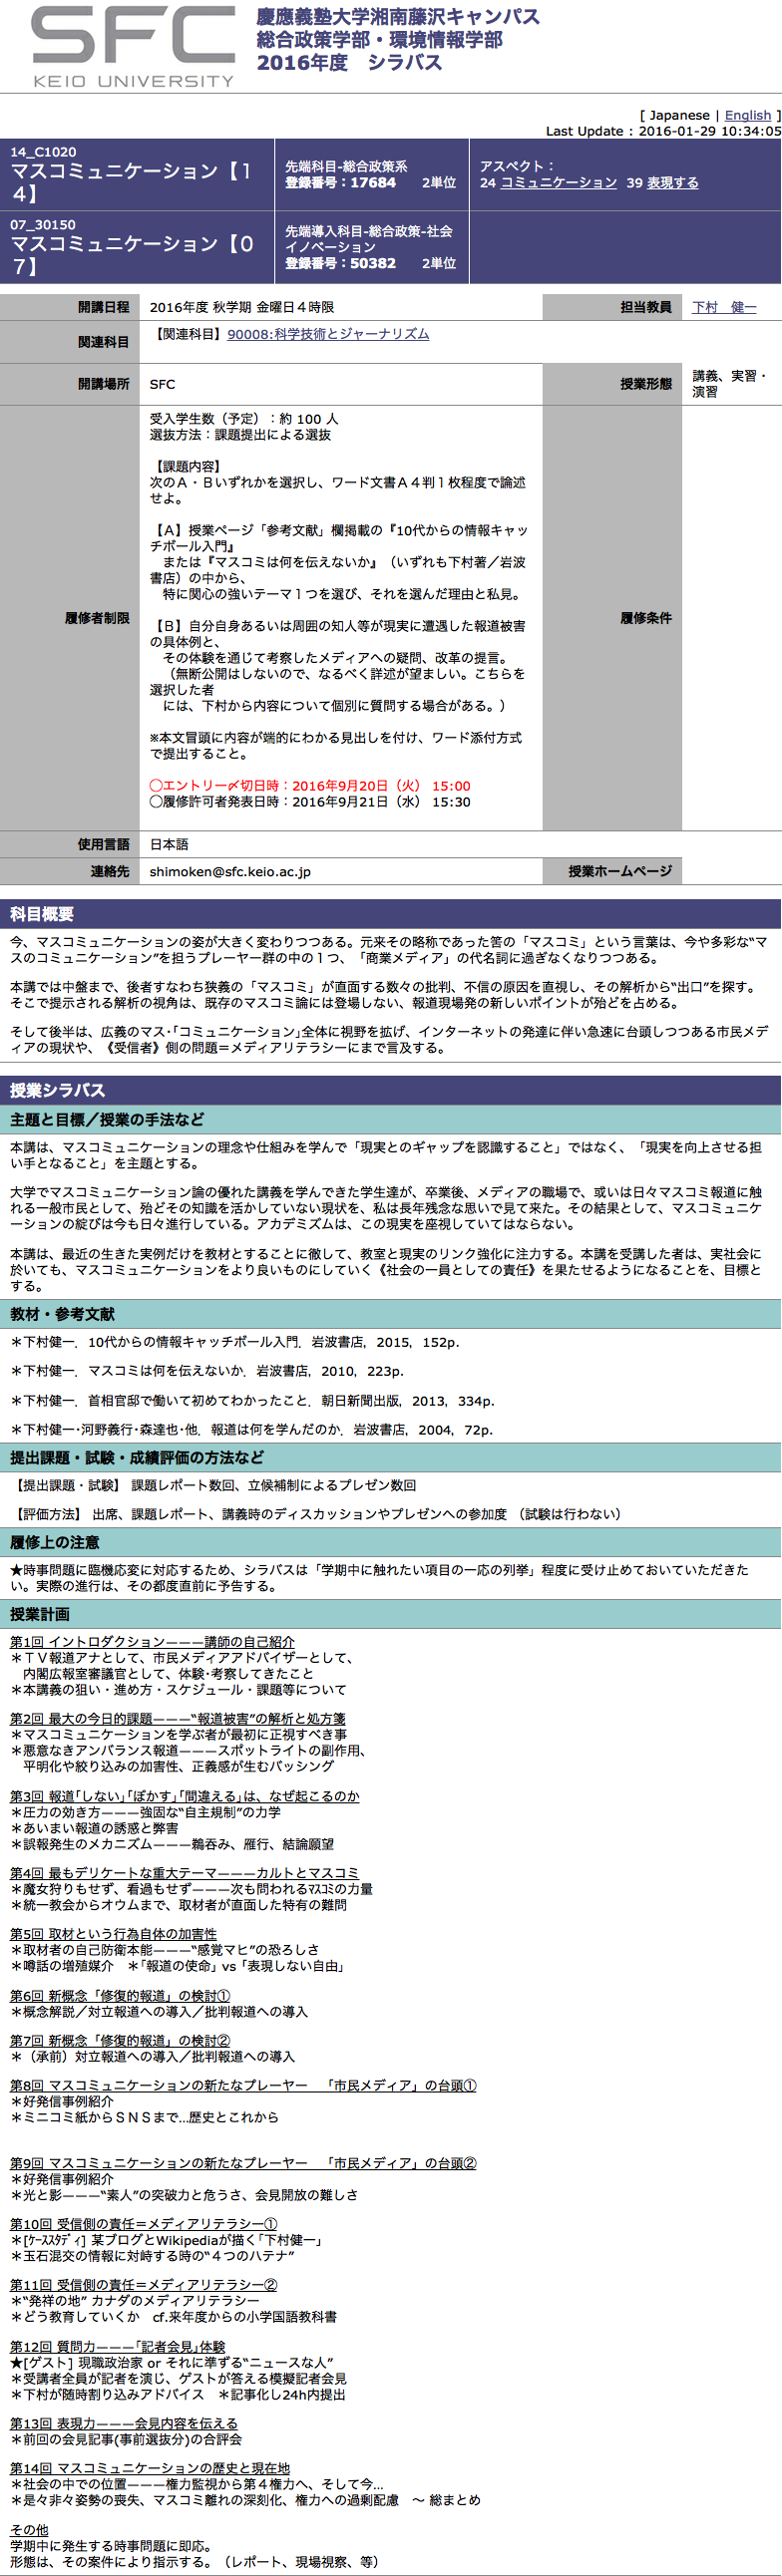 SFC
KEIO UNIVERSITY
慶應義塾大学湘南藤沢キャンパス
総合政策学部・環境情報学部
2016年度　シラバス
[ Japanese | English ]
Last Update : 2016-01-29 10:34:05
14_C1020
マスコミュニケーション【１
４】
先端科目-総合政策系
登録番号：17684　　2単位
アスペクト：
24 コミュニケーション　39 表現する
07_30150
マスコミュニケーション【０
７】
先端導入科目-総合政策-社会
イノベーション
登録番号：50382　　2単位
開講日程
2016年度 秋学期 金曜日４時限
担当教員
下村　健一
関連科目
【関連科目】90008:科学技術とジャーナリズム
開講場所
SFC
授業形態
講義、実習・
演習
履修者制限
受入学生数（予定）：約 100 人
選抜方法：課題提出による選抜
【課題内容】
次のＡ・Ｂいずれかを選択し、ワード文書Ａ４判１枚程度で論述
せよ。
【Ａ】授業ページ「参考文献」欄掲載の『10代からの情報キャッ
チボール入門』
　または『マスコミは何を伝えないか』（いずれも下村著／岩波
書店）の中から、
　特に関心の強いテーマ１つを選び、それを選んだ理由と私見。
【Ｂ】自分自身あるいは周囲の知人等が現実に遭遇した報道被害
の具体例と、
　その体験を通じて考察したメディアへの疑問、改革の提言。
　（無断公開はしないので、なるべく詳述が望ましい。こちらを
選択した者
　には、下村から内容について個別に質問する場合がある。）
※本文冒頭に内容が端的にわかる見出しを付け、ワード添付方式
で提出すること。
◯エントリー〆切日時：2016年9月20日（火） 15:00
◯履修許可者発表日時：2016年9月21日（水） 15:30
履修条件
使用言語
日本語
連絡先
shimoken@sfc.keio.ac.jp
授業ホームページ
科目概要
今、マスコミュニケーションの姿が大きく変わりつつある。元来その略称であった筈の「マスコミ」という言葉は、今や多彩な“マ
スのコミュニケーション”を担うプレーヤー群の中の１つ、「商業メディア」の代名詞に過ぎなくなりつつある。
本講では中盤まで、後者すなわち狭義の「マスコミ」が直面する数々の批判、不信の原因を直視し、その解析から“出口”を探す。
そこで提示される解析の視角は、既存のマスコミ論には登場しない、報道現場発の新しいポイントが殆どを占める。
そして後半は、広義のマス･｢コミュニケーション｣全体に視野を拡げ、インターネットの発達に伴い急速に台頭しつつある市民メデ
ィアの現状や、《受信者》側の問題＝メディアリテラシーにまで言及する。
授業シラバス
主題と目標／授業の手法など
本講は、マスコミュニケーションの理念や仕組みを学んで「現実とのギャップを認識すること」ではなく、「現実を向上させる担
い手となること」を主題とする。
大学でマスコミュニケーション論の優れた講義を学んできた学生達が、卒業後、メディアの職場で、或いは日々マスコミ報道に触
れる一般市民として、殆どその知識を活かしていない現状を、私は長年残念な思いで見て来た。その結果として、マスコミュニケ
ーションの綻びは今も日々進行している。アカデミズムは、この現実を座視していてはならない。
本講は、最近の生きた実例だけを教材とすることに徹して、教室と現実のリンク強化に注力する。本講を受講した者は、実社会に
於いても、マスコミュニケーションをより良いものにしていく《社会の一員としての責任》を果たせるようになることを、目標と
する。
教材・参考文献
＊下村健一．10代からの情報キャッチボール入門．岩波書店，2015，152p．
＊下村健一．マスコミは何を伝えないか．岩波書店，2010，223p．
＊下村健一．首相官邸で働いて初めてわかったこと．朝日新聞出版，2013，334p．
＊下村健一･河野義行･森達也･他．報道は何を学んだのか．岩波書店，2004，72p．
提出課題・試験・成績評価の方法など
【提出課題・試験】 課題レポート数回、立候補制によるプレゼン数回
【評価方法】 出席、課題レポート、講義時のディスカッションやプレゼンへの参加度 （試験は行わない）
履修上の注意
★時事問題に臨機応変に対応するため、シラバスは「学期中に触れたい項目の一応の列挙」程度に受け止めておいていただきた
い。実際の進行は、その都度直前に予告する。
授業計画
第1回 イントロダクション―――講師の自己紹介
＊ＴＶ報道アナとして、市民メディアアドバイザーとして、
　内閣広報室審議官として、体験･考察してきたこと
＊本講義の狙い・進め方・スケジュール・課題等について
第2回 最大の今日的課題―――“報道被害”の解析と処方箋
＊マスコミュニケーションを学ぶ者が最初に正視すべき事
＊悪意なきアンバランス報道―――スポットライトの副作用、
　平明化や絞り込みの加害性、正義感が生むバッシング
第3回 報道｢しない｣｢ぼかす｣｢間違える｣は、なぜ起こるのか
＊圧力の効き方―――強固な“自主規制”の力学
＊あいまい報道の誘惑と弊害
＊誤報発生のメカニズム―――鵜呑み、雁行、結論願望
第4回 最もデリケートな重大テーマ―――カルトとマスコミ
＊魔女狩りもせず、看過もせず―――次も問われるﾏｽｺﾐの力量
＊統一教会からオウムまで、取材者が直面した特有の難問
第5回 取材という行為自体の加害性
＊取材者の自己防衛本能―――“感覚マヒ”の恐ろしさ
＊噂話の増殖媒介　＊｢報道の使命」vs「表現しない自由」
第6回 新概念「修復的報道」の検討①
＊概念解説／対立報道への導入／批判報道への導入
第7回 新概念「修復的報道」の検討②
＊（承前）対立報道への導入／批判報道への導入
第8回 マスコミュニケーションの新たなプレーヤー　「市民メディア」の台頭①
＊好発信事例紹介
＊ミニコミ紙からＳＮＳまで…歴史とこれから
第9回 マスコミュニケーションの新たなプレーヤー　「市民メディア」の台頭②
＊好発信事例紹介
＊光と影―――“素人”の突破力と危うさ、会見開放の難しさ
第10回 受信側の責任＝メディアリテラシー①
＊[ｹｰｽｽﾀﾃﾞｨ] 某ブログとWikipediaが描く｢下村健一｣
＊玉石混交の情報に対峙する時の“４つのハテナ”
第11回 受信側の責任＝メディアリテラシー②
＊“発祥の地” カナダのメディアリテラシー
＊どう教育していくか　cf.来年度からの小学国語教科書
第12回 質問力―――｢記者会見｣体験
★[ゲスト] 現職政治家 or それに準ずる“ニュースな人”
＊受講者全員が記者を演じ、ゲストが答える模擬記者会見
＊下村が随時割り込みアドバイス　＊記事化し24h内提出
第13回 表現力―――会見内容を伝える
＊前回の会見記事(事前選抜分)の合評会
第14回 マスコミュニケーションの歴史と現在地
＊社会の中での位置―――権力監視から第４権力へ、そして今…
＊是々非々姿勢の喪失、マスコミ離れの深刻化、権力への過剰配慮　～ 総まとめ
その他
学期中に発生する時事問題に即応。
形態は、その案件により指示する。（レポート、現場視察、等）